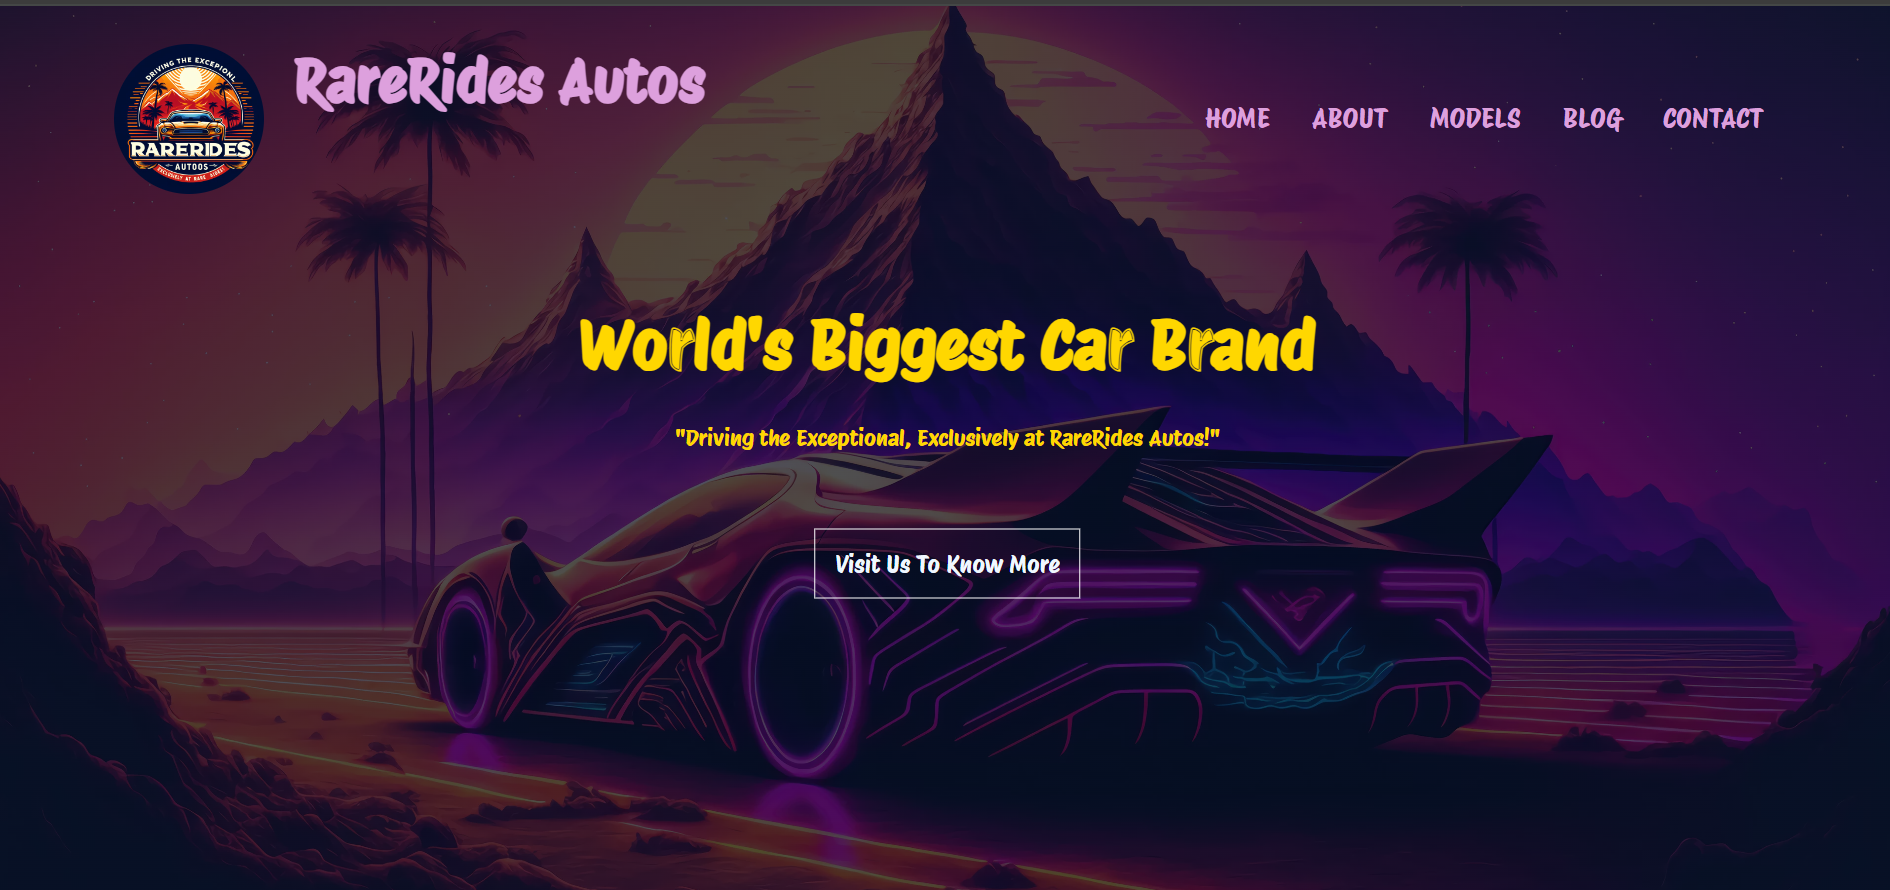 DRIVING THE EXCEPIONL
RARERIDES
AUTOOS
RareRides Autos
HOME ABOUT MODELS BLOG CONTACT
World's Biggest Car Brand
"Driving the Exceptional, Exclusively at RareRides Autos!"
Visit Us To Know More